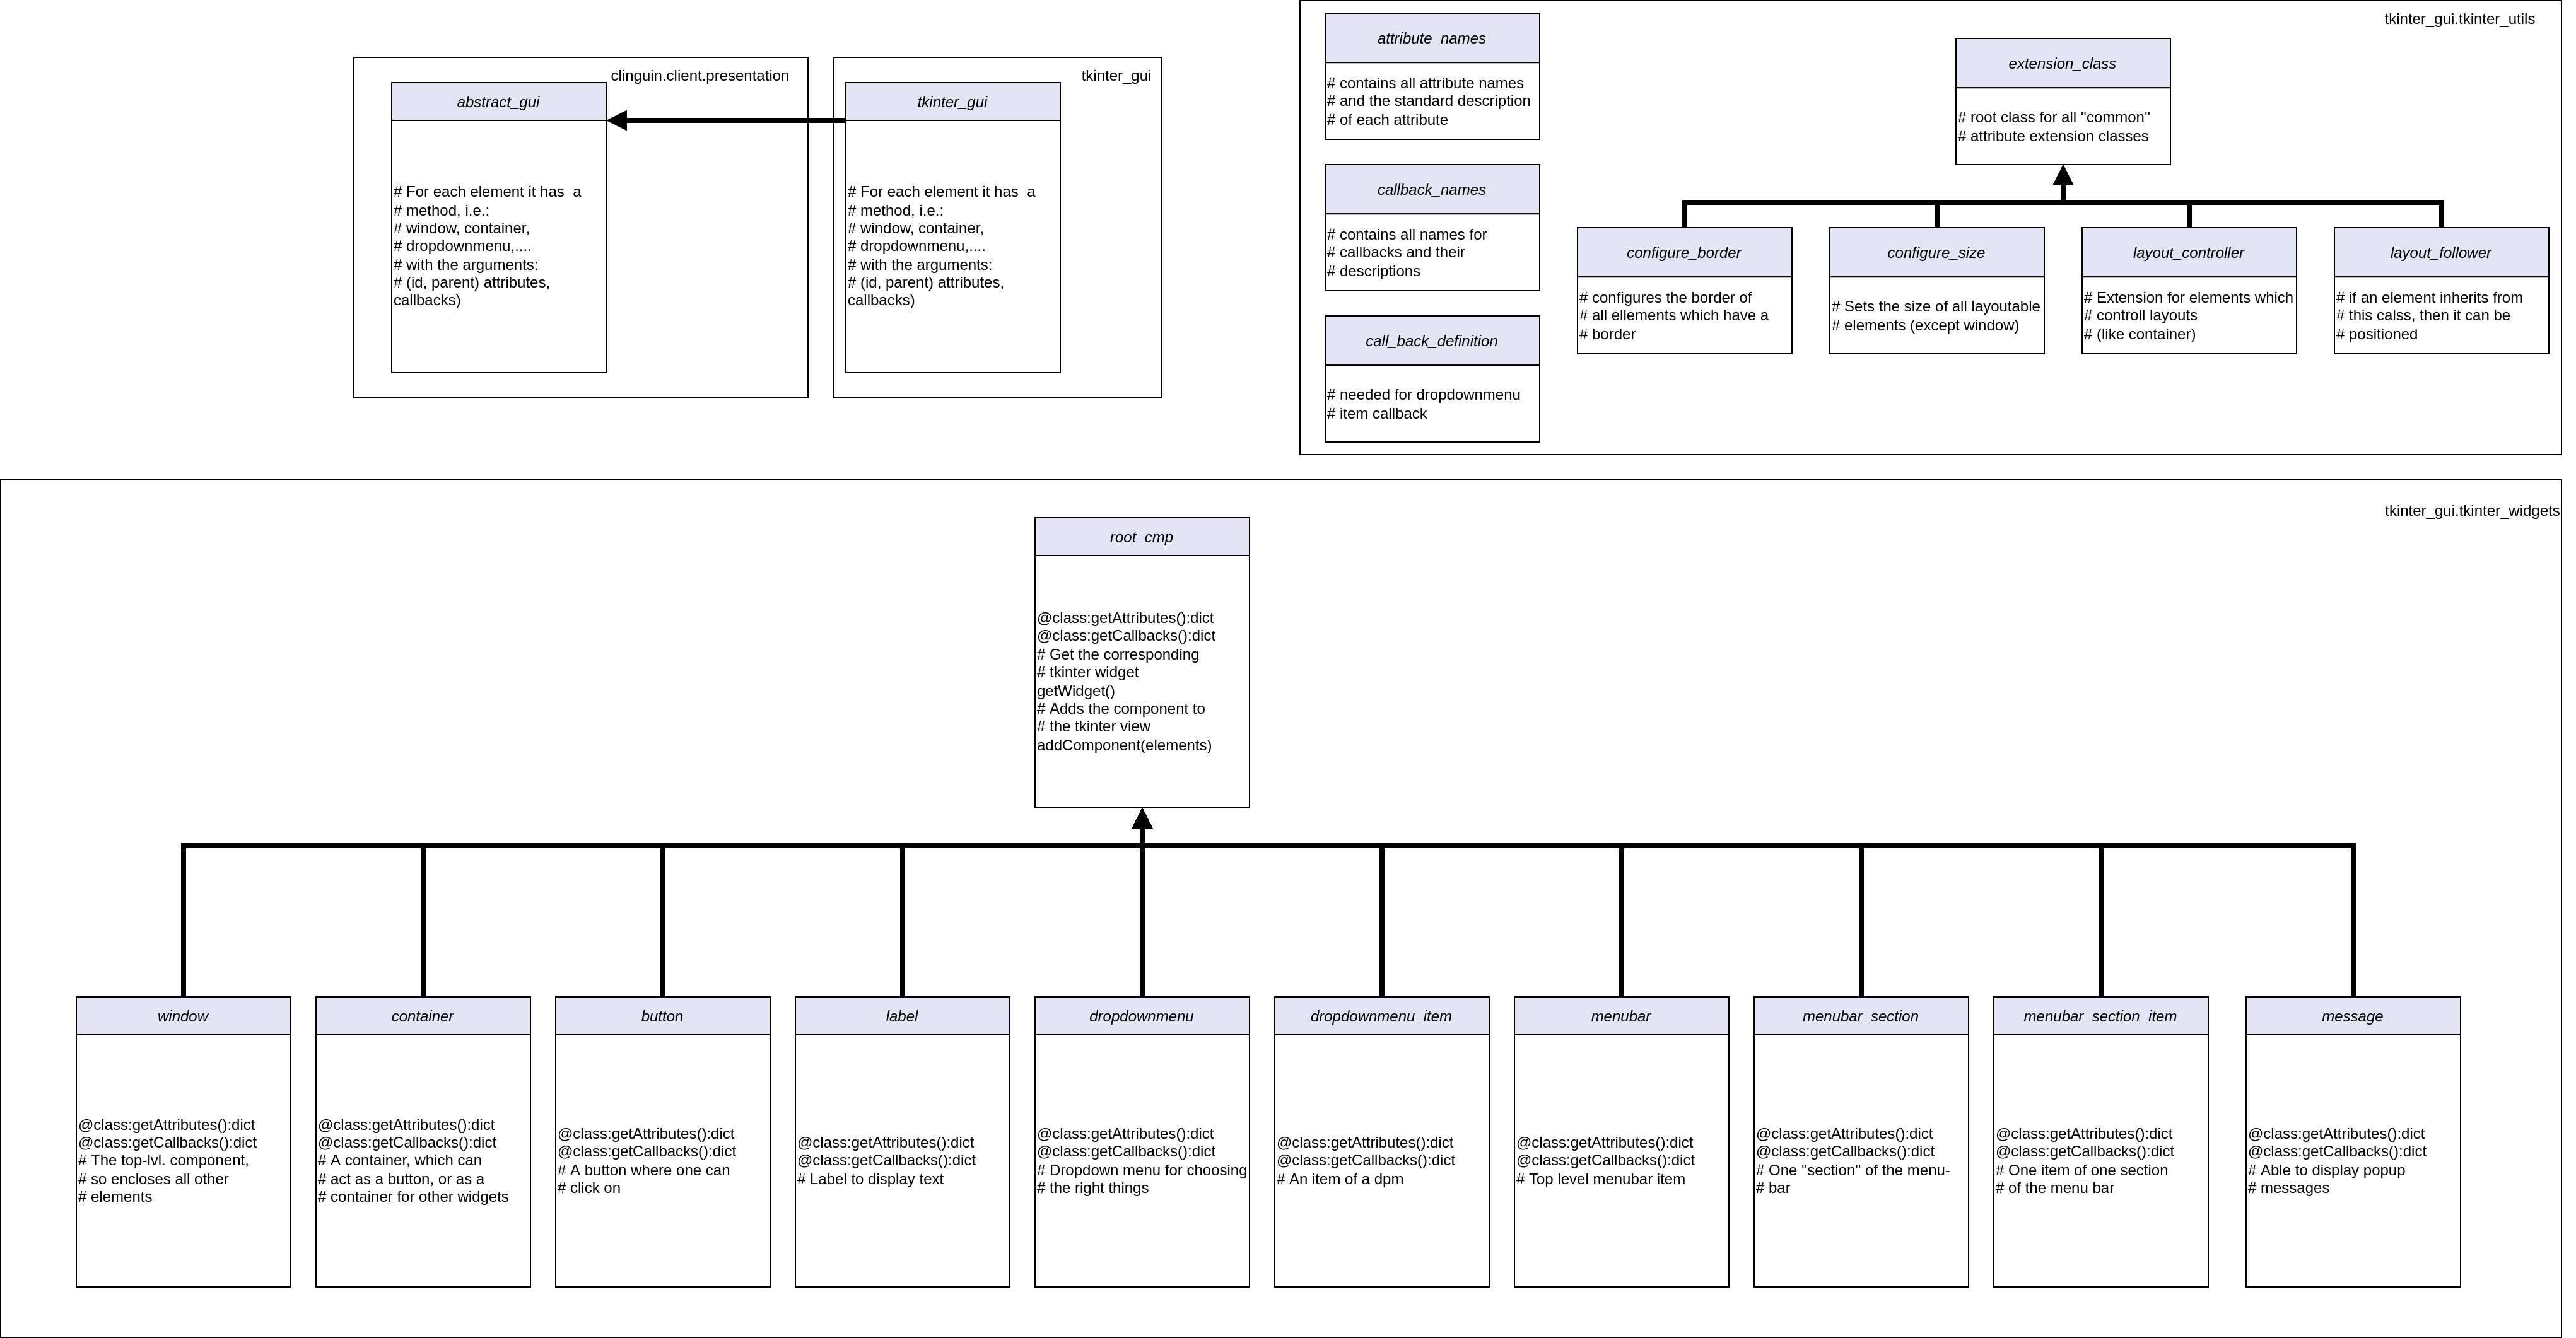 clinguin.client.presentation
abstract_gui
# For each element it has  a
# method, i.e.:
# window, container,
# dropdownmenu,....
# with the arguments:
# (id, parent) attributes,
callbacks)
tkinter_gui
tkinter_gui
# For each element it has  a
# method, i.e.:
# window, container,
# dropdownmenu,....
# with the arguments:
# (id, parent) attributes,
callbacks)
tkinter_gui.tkinter_utils
attribute_names
# contains all attribute names
# and the standard description
# of each attribute
callback_names
# contains all names for
# callbacks and their
# descriptions
call_back_definition
# needed for dropdownmenu
# item callback
extension_class
# root class for all "common"
# attribute extension classes
configure_border
# configures the border of
# all ellements which have a
# border
configure_size
# Sets the size of all layoutable
# elements (except window)
layout_controller
# Extension for elements which
# controll layouts
# (like container)
layout_follower
# if an element inherits from
# this calss, then it can be
# positioned
tkinter_gui.tkinter_widgets
root_cmp
@class:getAttributes():dict
@class:getCallbacks():dict
# Get the corresponding
# tkinter widget
getWidget()
# Adds the component to
# the tkinter view
addComponent(elements)
window
@class:getAttributes():dict
@class:getCallbacks():dict
# The top-lvl. component,
# so encloses all other
# elements
container
@class:getAttributes():dict
@class:getCallbacks():dict
# A container, which can
# act as a button, or as a
# container for other widgets
button
@class:getAttributes():dict
@class:getCallbacks():dict
# A button where one can
# click on
label
@class:getAttributes():dict
@class:getCallbacks():dict
# Label to display text
dropdownmenu
@class:getAttributes():dict
@class:getCallbacks():dict
# Dropdown menu for choosing
# the right things
dropdownmenu_item
@class:getAttributes():dict
@class:getCallbacks():dict
# An item of a dpm
menubar
@class:getAttributes():dict
@class:getCallbacks():dict
# Top level menubar item
menubar_section
@class:getAttributes():dict
@class:getCallbacks():dict
# One "section" of the menu-
# bar
menubar_section_item
@class:getAttributes():dict
@class:getCallbacks():dict
# One item of one section
# of the menu bar
message
@class:getAttributes():dict
@class:getCallbacks():dict
# Able to display popup
# messages